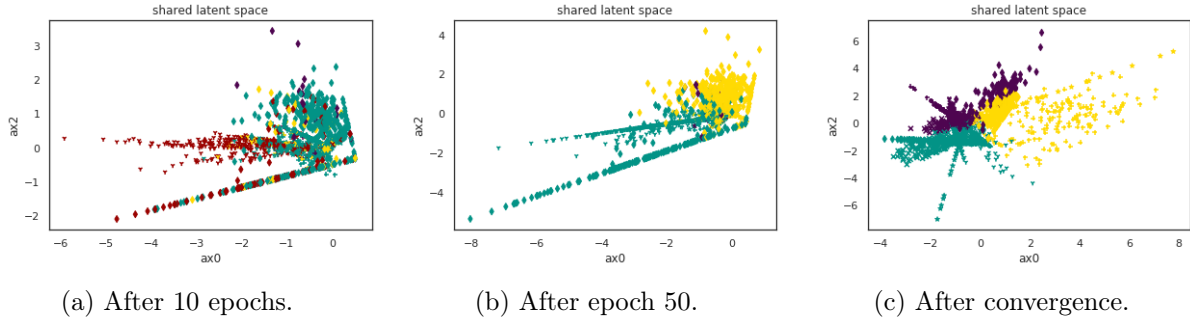 shared latent space
3
2
1
0
−1
−2
ax2
−6 −5 −4 −3 −2 −1 0
ax0
(a) After 10 epochs.
shared latent space
4
2
0
−2
−4
ax2
−8 −6 −4 −2 0
ax0
(b) After epoch 50.
shared latent space
6
4
2
0
−2
−4
−6
ax2
−4 −2 0 2 4 6 8
ax0
(c) After convergence.